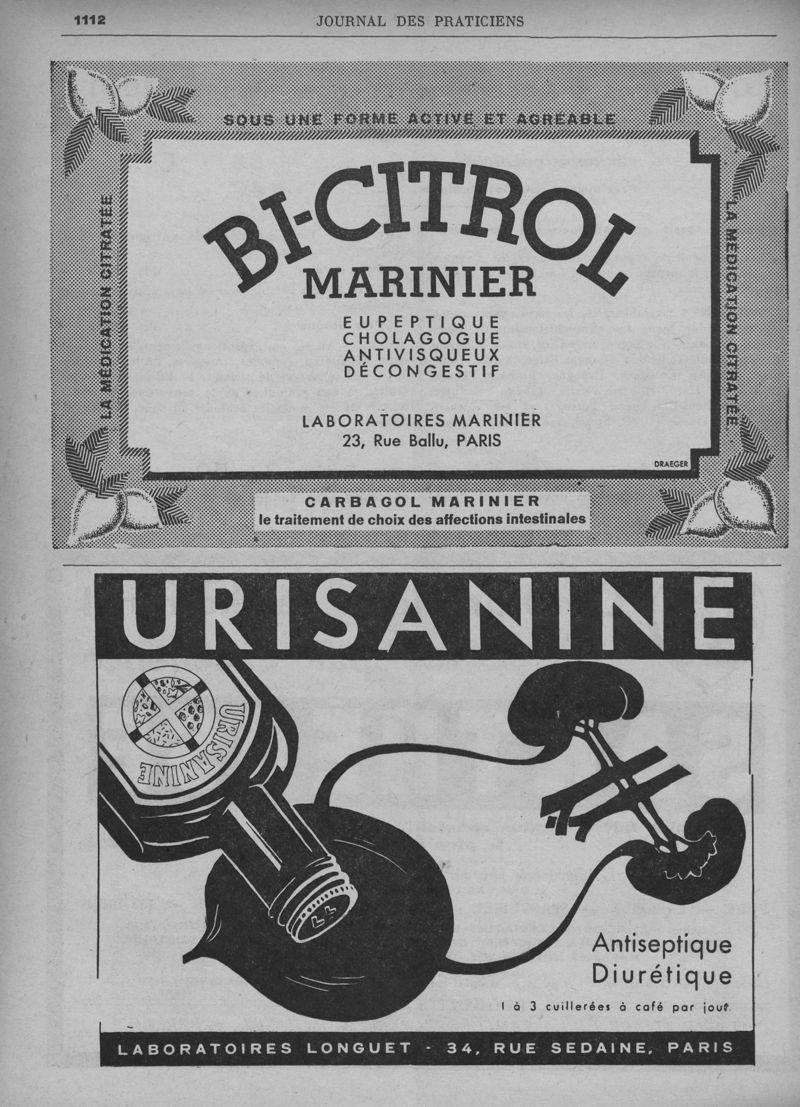 1112
JOURNAL DES PRATICIENS
SOUS UNE FORME ACTIVE ET AGRÉABLE
LA MÉDICATION CITRATÉE
BI-CITROL
MARINIER
EUPEPTIQUE
CHOLAGOGUE
ANTIVISQUEUX
DÉCONGESTIF
LABORATOIRES MARINIER
23, Rue Ballu, PARIS
DRAEGER
LA MÉDICATION CITRATÉE
CARBAGOL MARINIER
le traitement de choix des affections intestinales
URISANINE
URISANINE
URISANINE
LL
Antiseptique
Diurétique
1 à 3 cuillerées à café par jour.
LABORATOIRES LONGUET - 34, RUE SEDAINE, PARIS